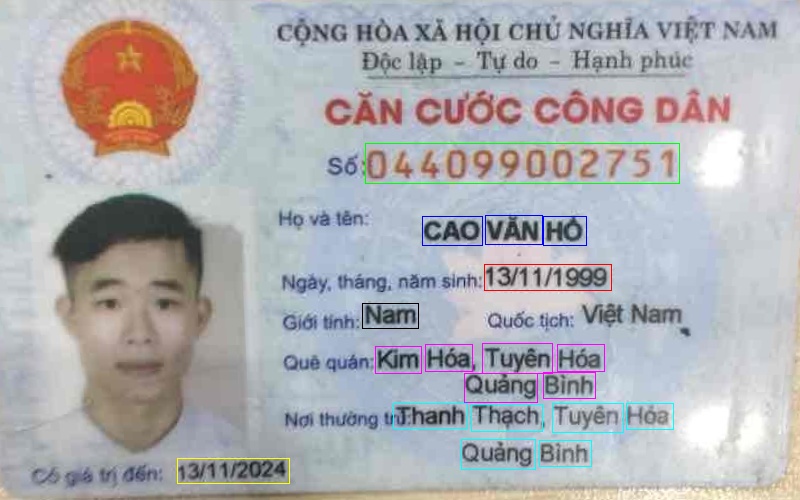 CỘNG HÒA XÃ HỘI CHỦ NGHĨA VIỆT NAM
Độc lập - Tự do - Hạnh phúc
CĂN CƯỚC CÔNG DÂN
Số: 044099002751
Họ và tên:
CAO VĂN HỒ
Ngày, tháng, năm sinh: 13/11/1999
Giới tính: Nam Quốc tịch: Việt Nam
Quê quán: Kim Hóa, Tuyên Hóa
Quảng Bình
Nơi thường trú: Thanh Thạch, Tuyên Hóa
Quảng Bình
Có giá trị đến: 13/11/2024